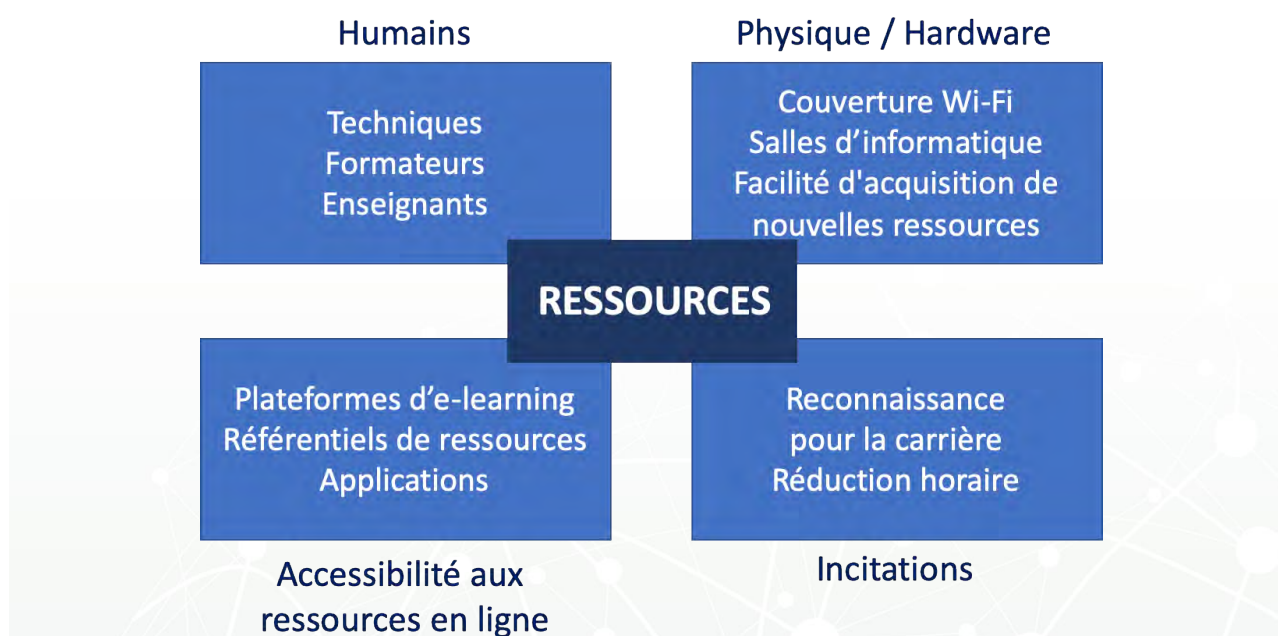 Humains
Techniques
Formateurs
Enseignants
Physique / Hardware
Couverture Wi-Fi
Salles d’informatique
Facilité d'acquisition de
nouvelles ressources
RESSOURCES
Plateformes d’e-learning
Référentiels de ressources
Applications
Accessibilité aux
ressources en ligne
Reconnaissance
pour la carrière
Réduction horaire
Incitations